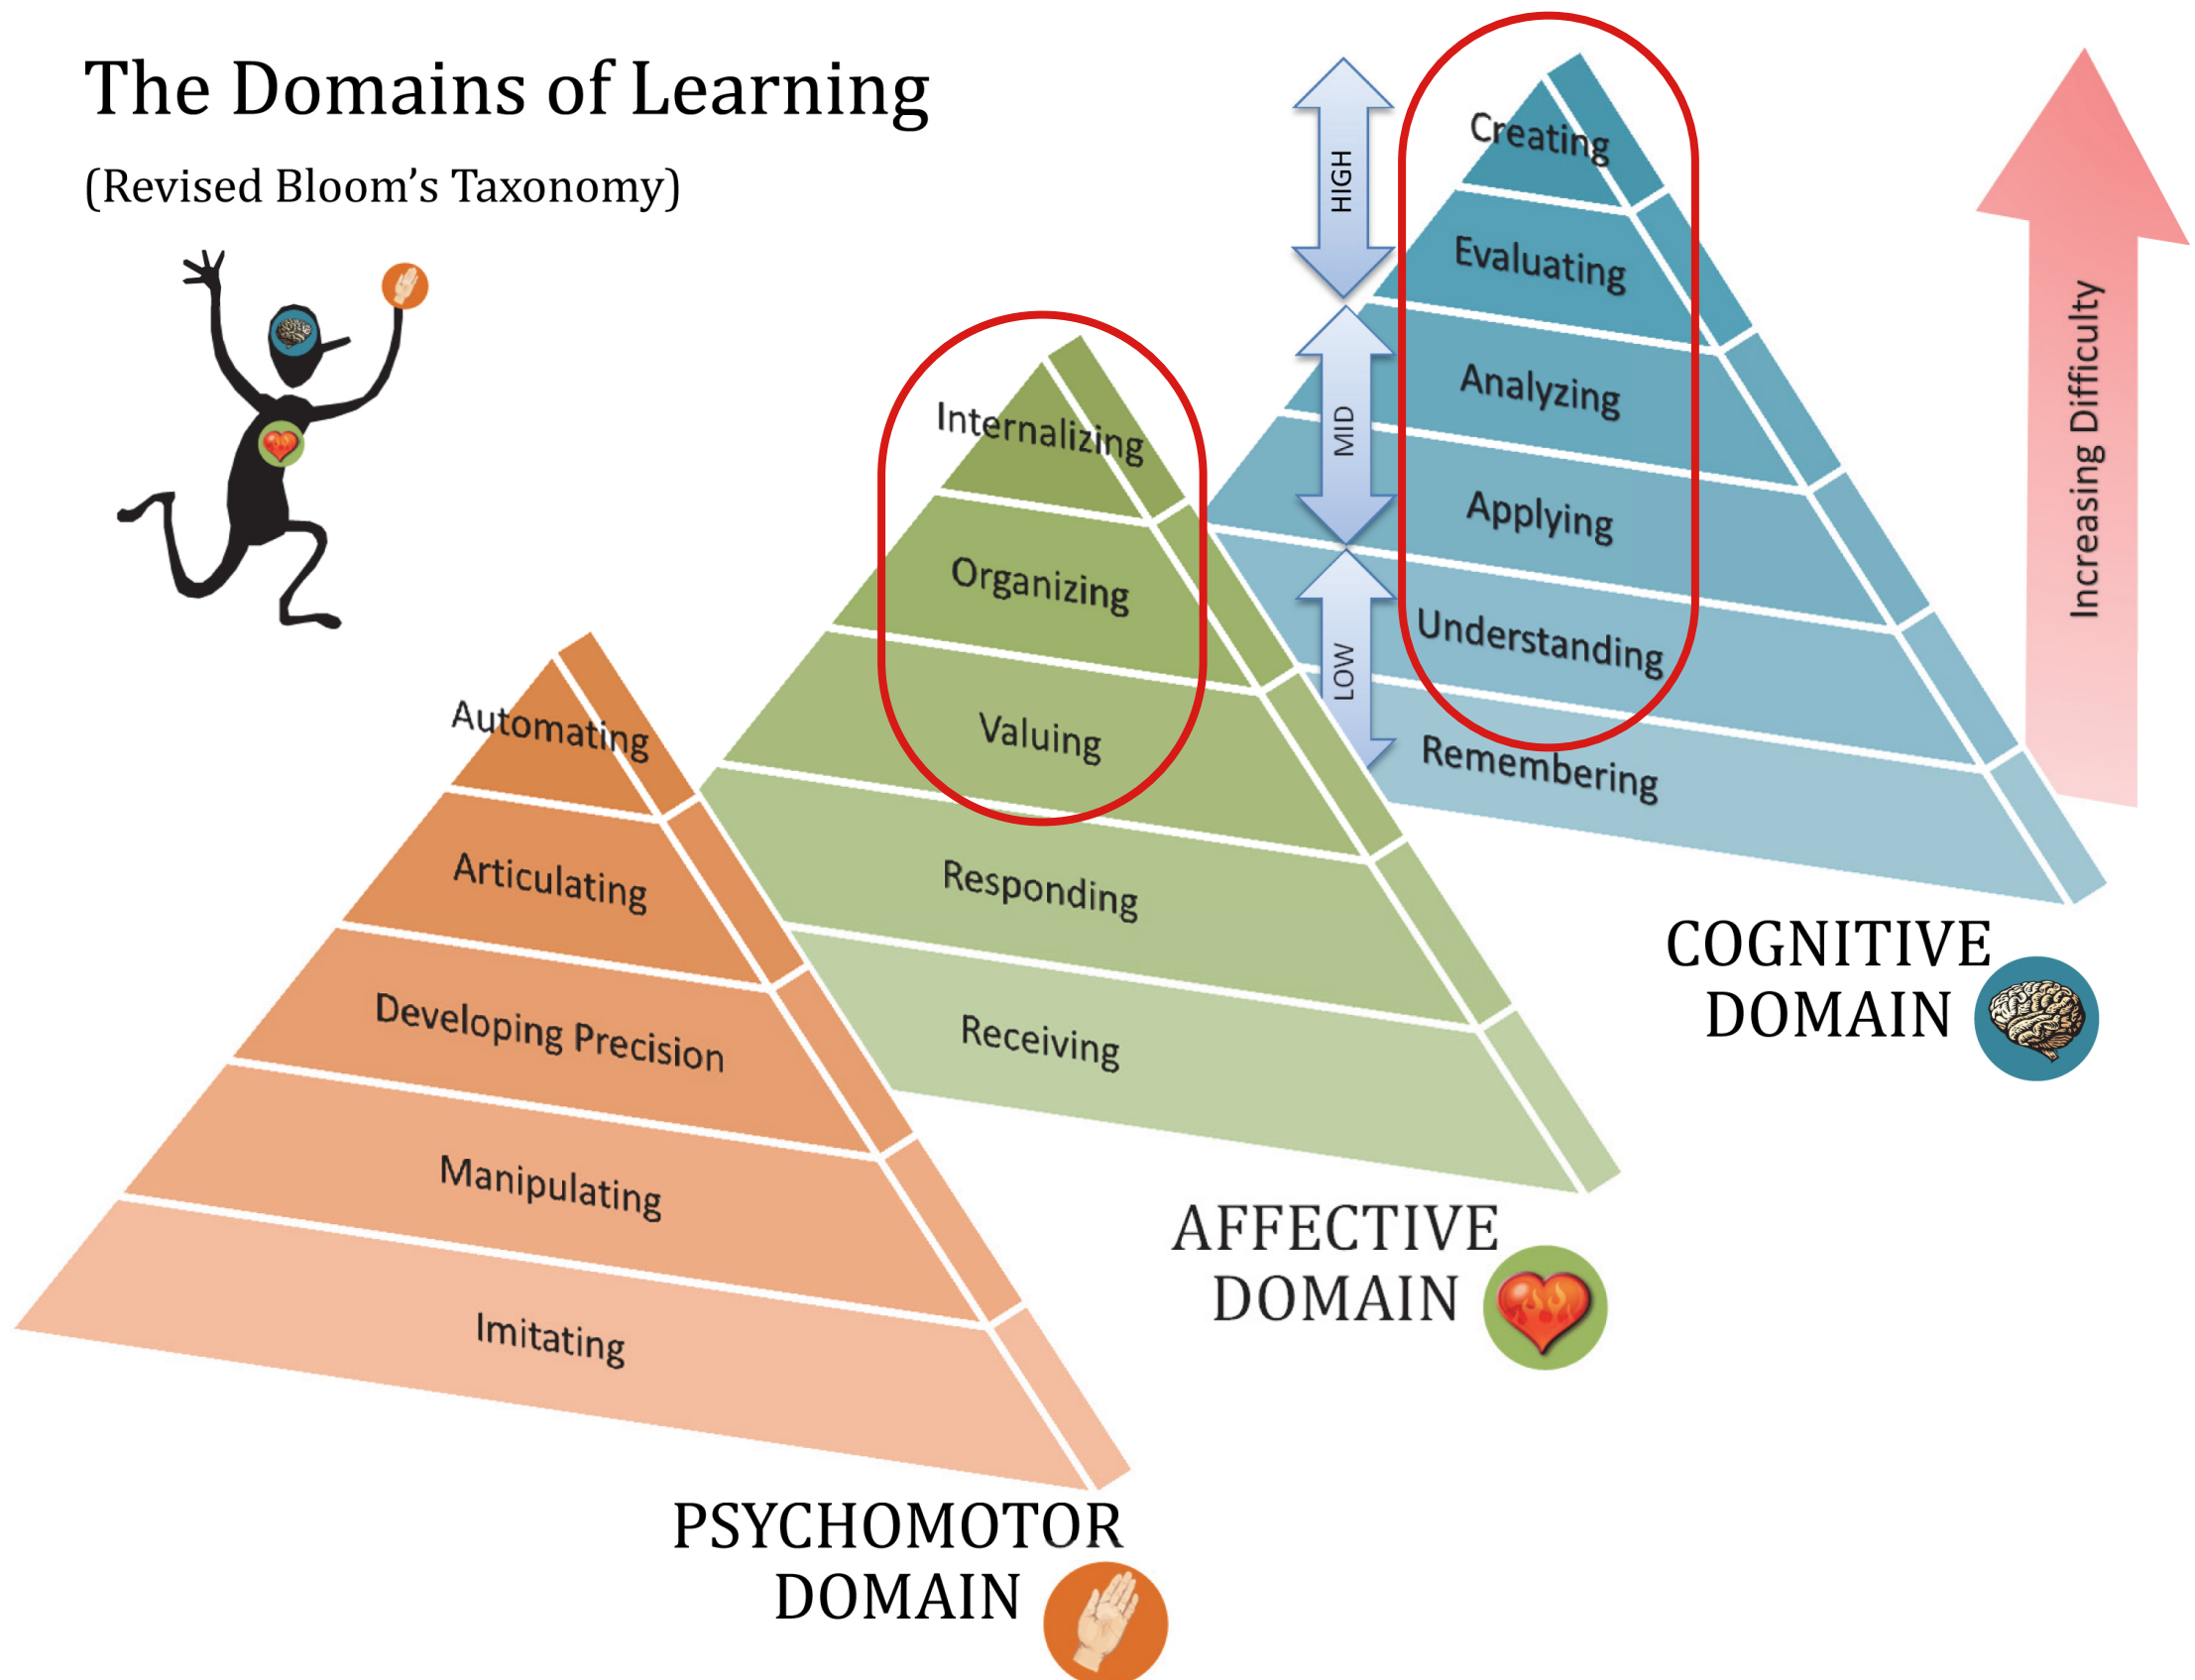 The Domains of Learning
(Revised Bloom's Taxonomy)
Creating
Evaluating
Analyzing
Applying
Understanding
Remembering
HIGH
MID
LOW
Increasing Difficulty
COGNITIVE
DOMAIN
Internalizing
Organizing
Valuing
Responding
Receiving
AFFECTIVE
DOMAIN
Automating
Articulating
Developing Precision
Manipulating
Imitating
PSYCHOMOTOR
DOMAIN